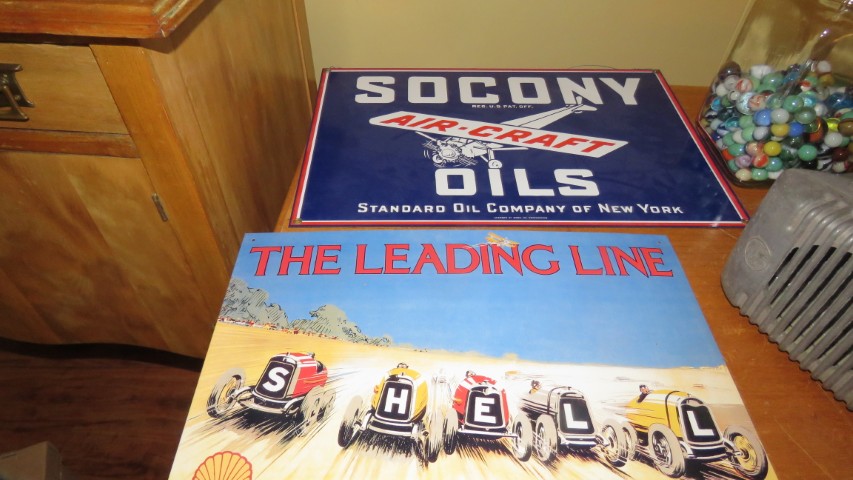 SOCONY
REG. U.S. PAT. OFF.
AIR-CRAFT
OILS
STANDARD OIL COMPANY OF NEW YORK
THE LEADING LINE
S H E L L